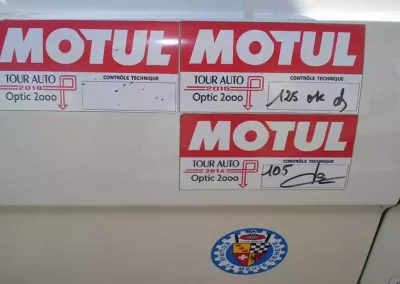 MOTUL
TOUR AUTO
2018
Optic 2000
CONTRÔLE TECHNIQUE
MOTUL
TOUR AUTO
2016
Optic 2000
CONTRÔLE TECHNIQUE
125 ok
MOTUL
TOUR AUTO
2014
Optic 2000
CONTRÔLE TECHNIQUE
105